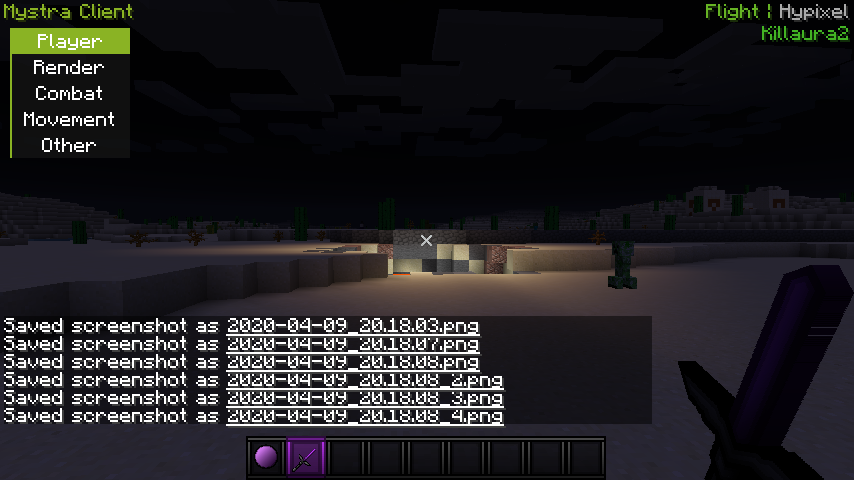 Mystra Client
Flight | Hypixel
Killaura2
Player
Render
Combat
Movement
Other
Saved screenshot as 2020-04-09_20.18.03.png
Saved screenshot as 2020-04-09_20.18.07.png
Saved screenshot as 2020-04-09_20.18.08.png
Saved screenshot as 2020-04-09_20.18.08_2.png
Saved screenshot as 2020-04-09_20.18.08_3.png
Saved screenshot as 2020-04-09_20.18.08_4.png